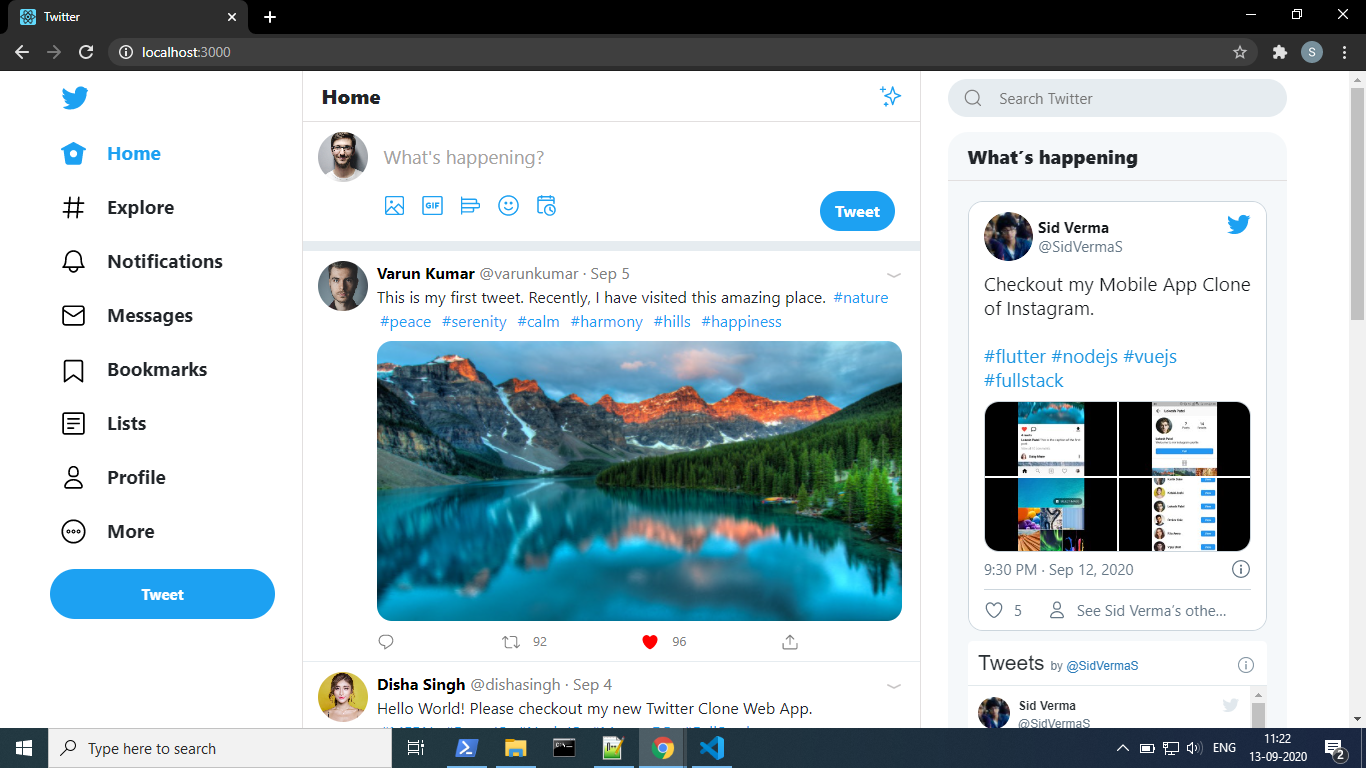 Twitter
localhost:3000
S
Home
Explore
Notifications
Messages
Bookmarks
Lists
Profile
More
Tweet
Home
What's happening?
GIF
Tweet
Varun Kumar @varunkumar · Sep 5
This is my first tweet. Recently, I have visited this amazing place. #nature
#peace #serenity #calm #harmony #hills #happiness
92 96
Disha Singh @dishasingh · Sep 4
Hello World! Please checkout my new Twitter Clone Web App.
Search Twitter
What´s happening
Sid Verma
@SidVermaS
Checkout my Mobile App Clone
of Instagram.
#flutter #nodejs #vuejs
#fullstack
9:30 PM · Sep 12, 2020
5 See Sid Verma's othe...
Tweets by @SidVermaS
Sid Verma
@SidVermaS
Type here to search
ENG
11:22
13-09-2020
2